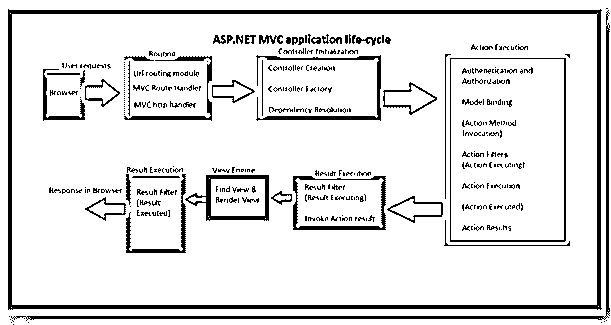 ASP.NET MVC application life-cycle
User requests
Browser
Routing
Url routing module
MVC Route handler
MVC http handler
Controller Initialization
Controller Creation
Controller Factory
Dependency Resolution
Action Execution
Authenetication and
Authorization
Model Binding
(Action Method
Invocation)
Action Filters
(Action Executing)
Action Execution
(Action Executed)
Action Results
Result Execution
Result Filter
(Result Executing)
Invoke Action result
View Engine
Find View &
Render View
Result Execution
Result Filter
(Result
Executed)
Response in Browser